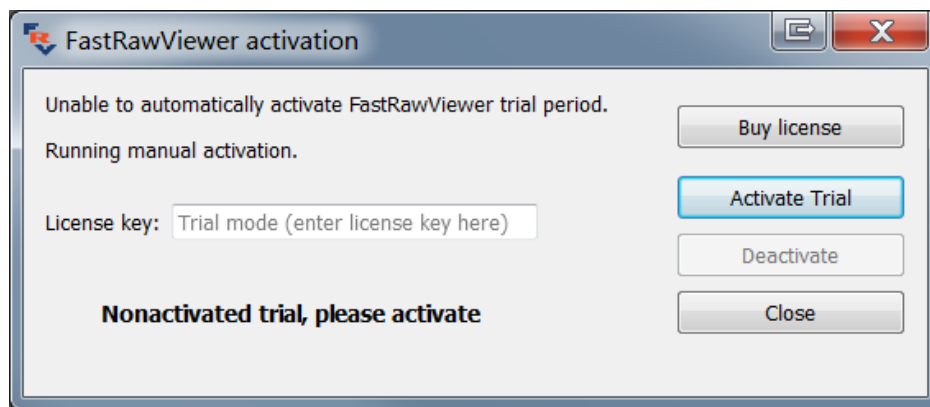 FastRawViewer activation
Unable to automatically activate FastRawViewer trial period.
Running manual activation.
License key: Trial mode (enter license key here)
Nonactivated trial, please activate
Buy license
Activate Trial
Deactivate
Close